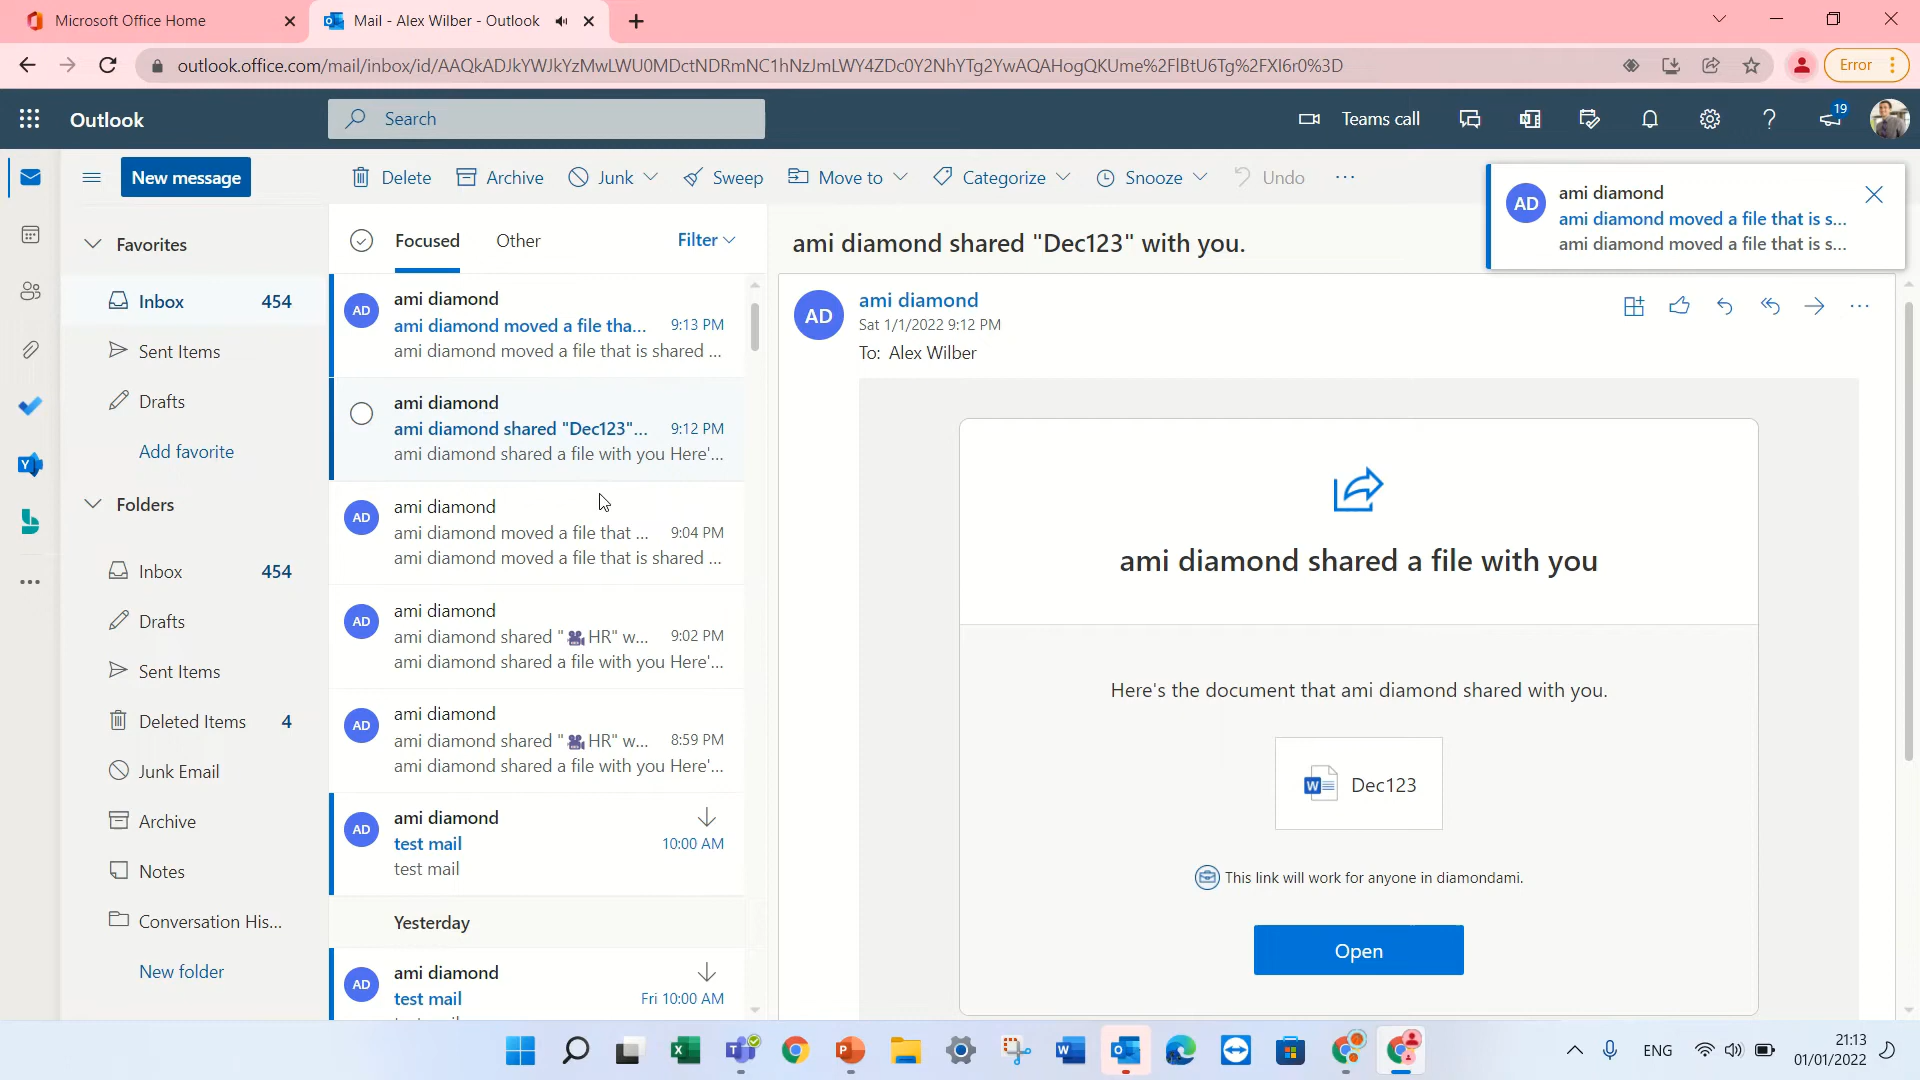 Microsoft Office Home
Mail - Alex Wilber - Outlook
outlook.office.com/mail/inbox/id/AAQkADJkYWJkYzMwLWU0MDctNDRmNC1hNzJmLWY4ZDc0Y2NhYTg2YwAQAHogQKUme%2FlBtU6Tg%2FXI6r0%3D
Error
Outlook
Search
Teams call
19
New message
Delete
Archive
Junk
Sweep
Move to
Categorize
Snooze
Undo
AD
ami diamond
ami diamond moved a file that is s...
ami diamond moved a file that is s...
Favorites
Inbox 454
Sent Items
Drafts
Add favorite
Folders
Inbox 454
Drafts
Sent Items
Deleted Items 4
Junk Email
Archive
Notes
Conversation His...
New folder
Focused
Other
Filter
AD
ami diamond
ami diamond moved a file tha... 9:13 PM
ami diamond moved a file that is shared ...
ami diamond
ami diamond shared "Dec123"... 9:12 PM
ami diamond shared a file with you Here'...
AD
ami diamond
ami diamond moved a file that ... 9:04 PM
ami diamond moved a file that is shared ...
AD
ami diamond
ami diamond shared "🎥HR" w... 9:02 PM
ami diamond shared a file with you Here'...
AD
ami diamond
ami diamond shared "🎥HR" w... 8:59 PM
ami diamond shared a file with you Here'...
AD
ami diamond
test mail 10:00 AM
test mail
Yesterday
AD
ami diamond
test mail Fri 10:00 AM
ami diamond shared "Dec123" with you.
AD
ami diamond
Sat 1/1/2022 9:12 PM
To: Alex Wilber
ami diamond shared a file with you
Here's the document that ami diamond shared with you.
Dec123
This link will work for anyone in diamondami.
Open
ENG
21:13
01/01/2022